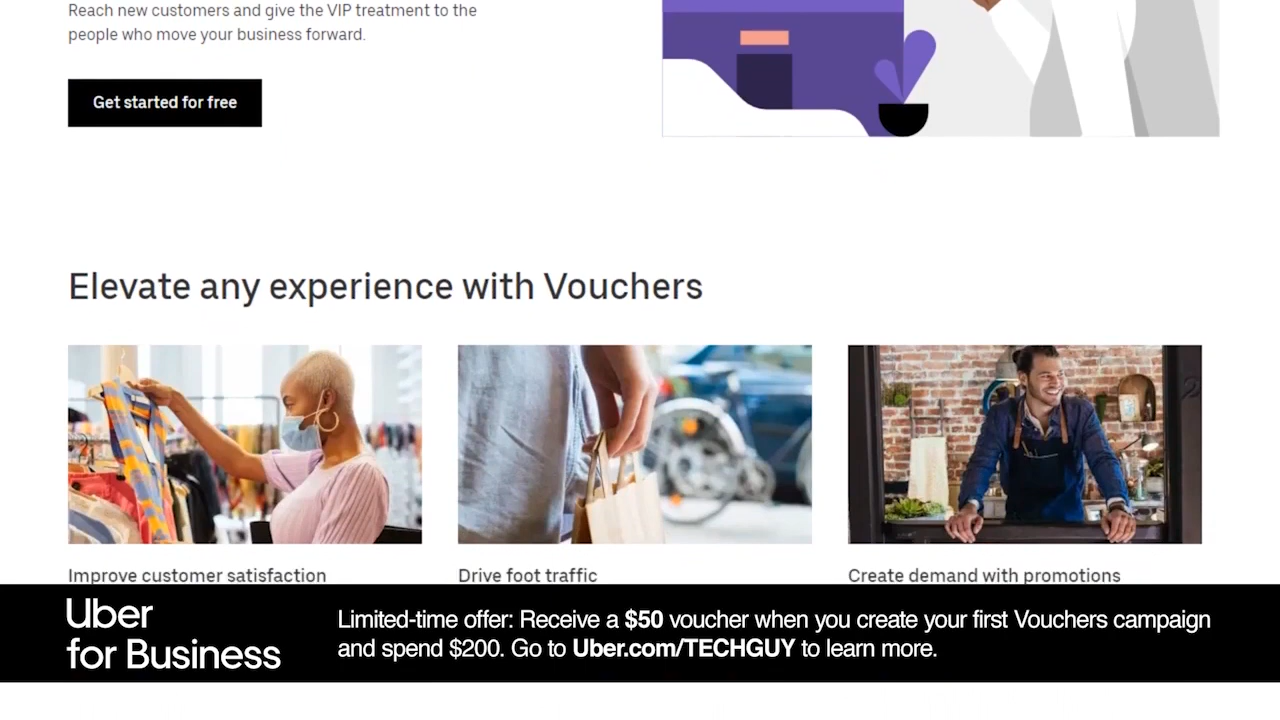 Reach new customers and give the VIP treatment to the
people who move your business forward.
Get started for free
Elevate any experience with Vouchers
Improve customer satisfaction
Drive foot traffic
Create demand with promotions
Uber
for Business
Limited-time offer: Receive a $50 voucher when you create your first Vouchers campaign
and spend $200. Go to Uber.com/TECHGUY to learn more.